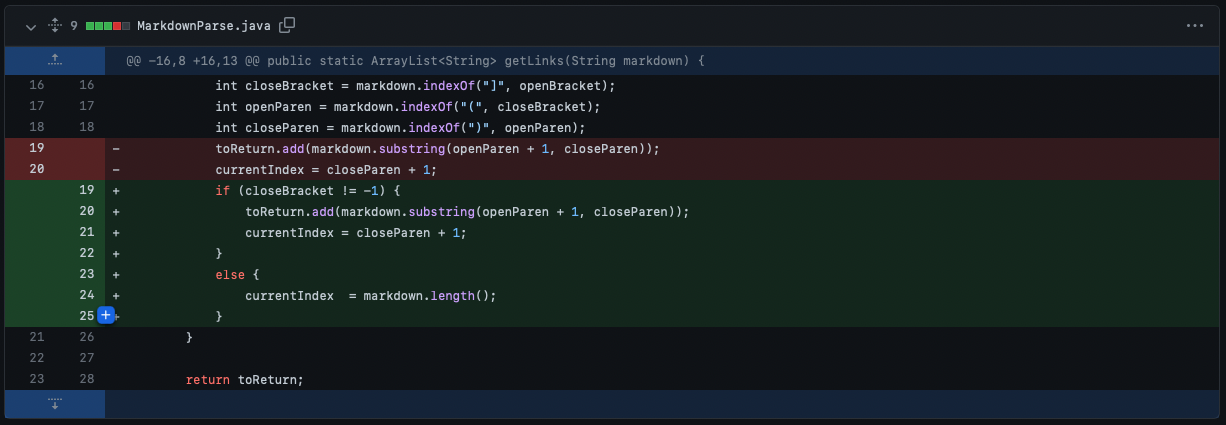 9 MarkdownParse.java
@@ -16,8 +16,13 @@ public static ArrayList<String> getLinks(String markdown) {
16 16 int closeBracket = markdown.indexOf("]", openBracket);
17 17 int openParen = markdown.indexOf("(", closeBracket);
18 18 int closeParen = markdown.indexOf(")", openParen);
19 - toReturn.add(markdown.substring(openParen + 1, closeParen));
20 - currentIndex = closeParen + 1;
19 + if (closeBracket != -1) {
20 + toReturn.add(markdown.substring(openParen + 1, closeParen));
21 + currentIndex = closeParen + 1;
22 + }
23 + else {
24 + currentIndex  = markdown.length();
25 + }
21 26 }
22 27
23 28 return toReturn;